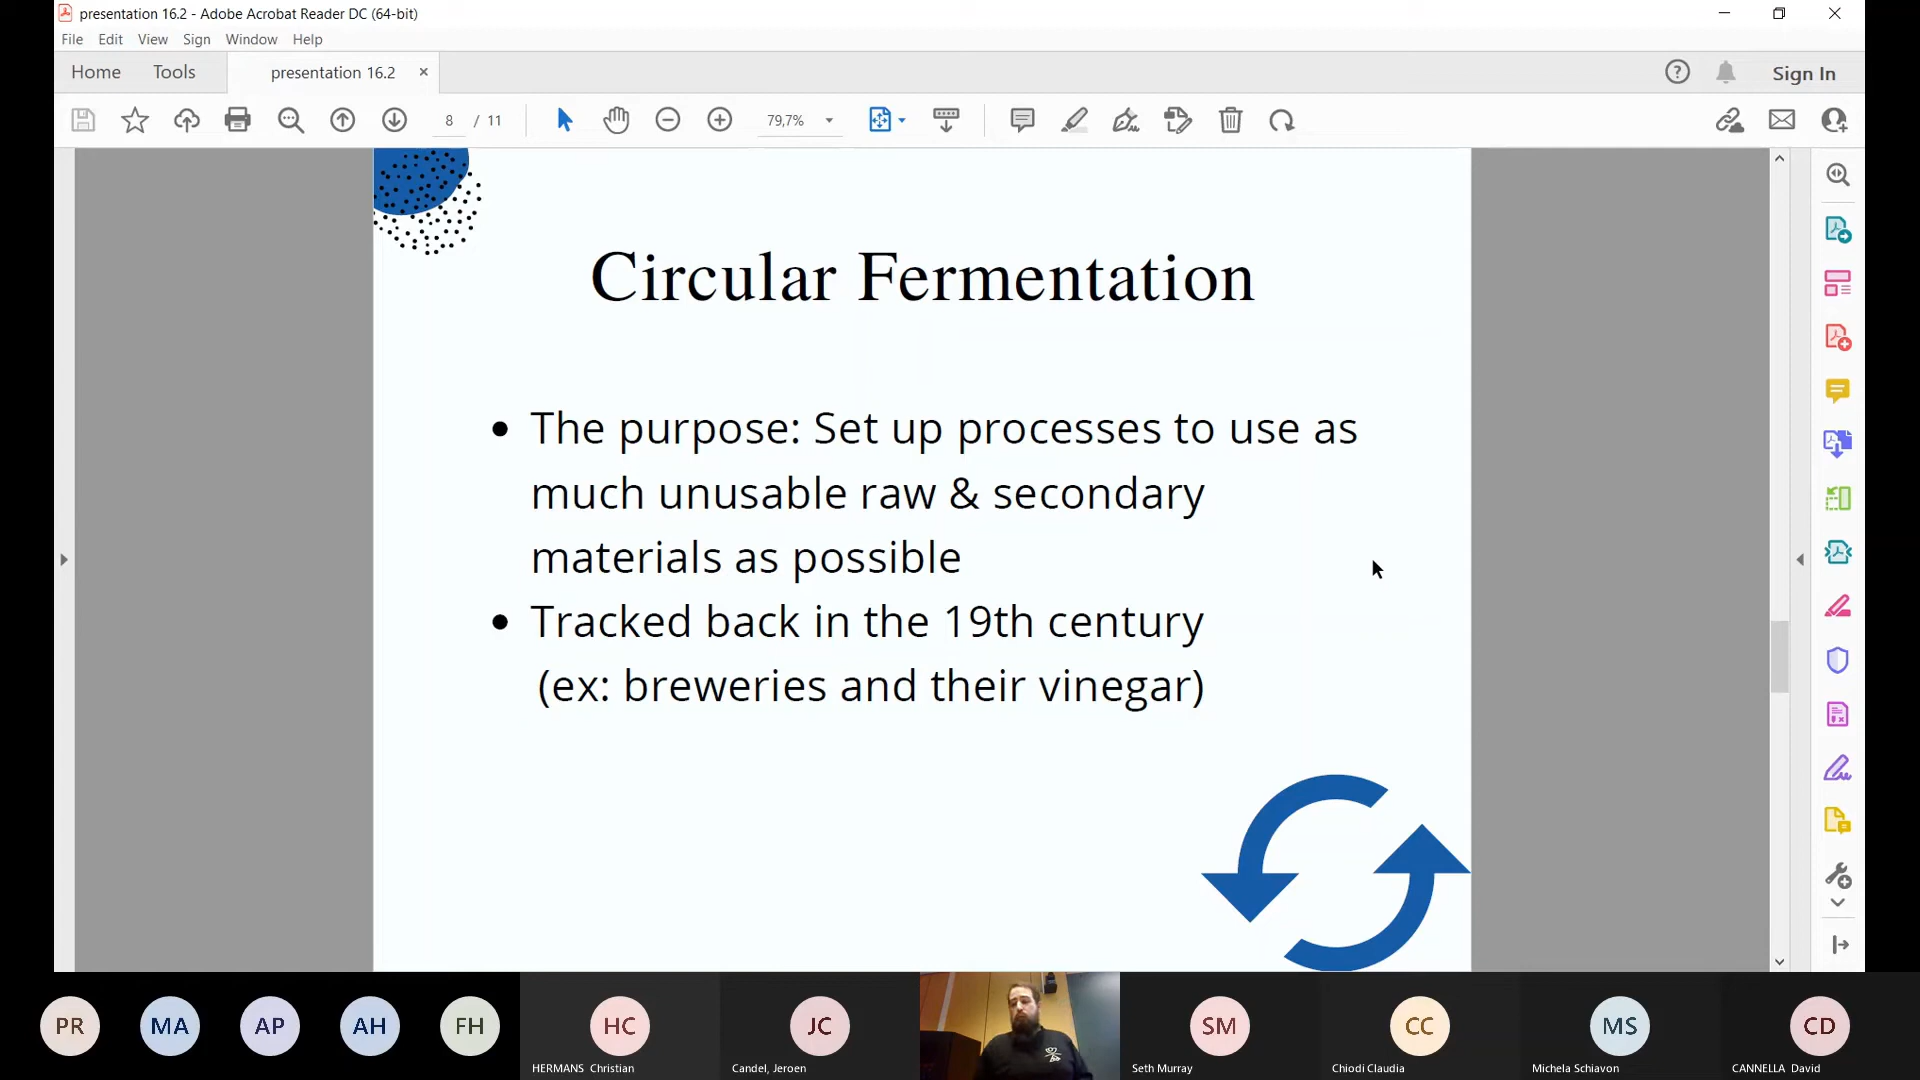 presentation 16.2 - Adobe Acrobat Reader DC (64-bit)
File Edit View Sign Window Help
Home Tools presentation 16.2 Sign In
8 / 11 79,7%
Circular Fermentation
• The purpose: Set up processes to use as
much unusable raw & secondary
materials as possible
• Tracked back in the 19th century
(ex: breweries and their vinegar)
PR MA AP AH FH HC JC SM CC MS CD
HERMANS Christian Candel, Jeroen Seth Murray Chiodi Claudia Michela Schiavon CANNELLA David